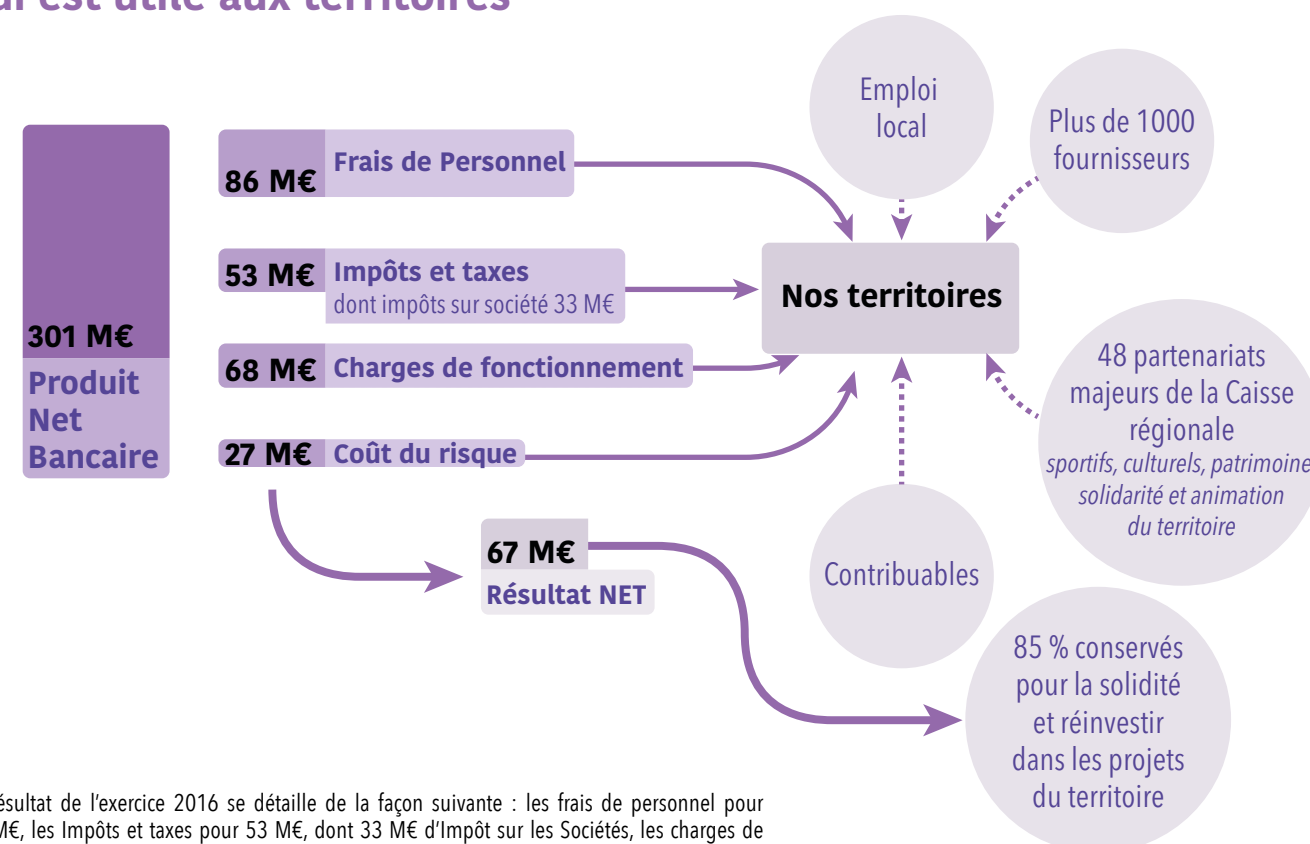 est utile aux territoires
301 M€
Produit
Net
Bancaire
86 M€ Frais de Personnel
53 M€ Impôts et taxes
dont impôts sur société 33 M€
68 M€ Charges de fonctionnement
27 M€ Coût du risque
67 M€
Résultat NET
Emploi
local
Plus de 1000
fournisseurs
Nos territoires
48 partenariats
majeurs de la Caisse
régionale
sportifs, culturels, patrimoine
solidarité et animation
du territoire
Contribuables
85 % conservés
pour la solidité
et réinvestir
dans les projets
du territoire
ésultat de l'exercice 2016 se détaille de la façon suivante : les frais de personnel pour
M€, les Impôts et taxes pour 53 M€, dont 33 M€ d'Impôt sur les Sociétés, les charges de